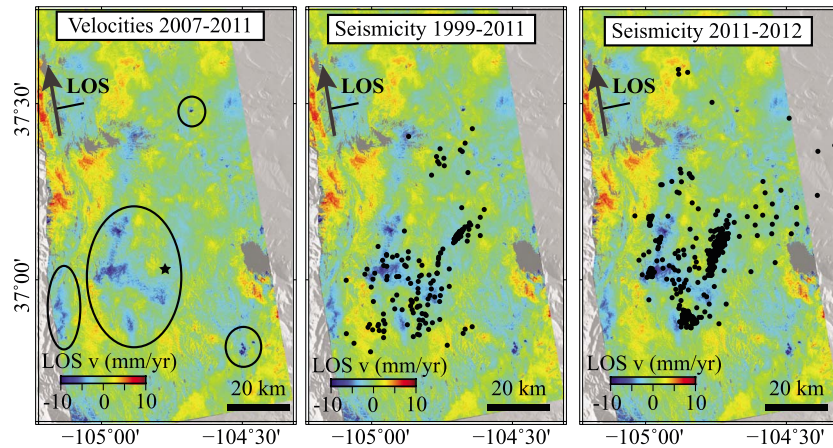 Velocities 2007-2011
Seismicity 1999-2011
Seismicity 2011-2012
LOS
LOS
LOS
37°30'
37°00'
LOS v (mm/yr)
-10 0 10
20 km
LOS v (mm/yr)
-10 0 10
20 km
LOS v (mm/yr)
-10 0 10
20 km
−105°00' −104°30'
−105°00' −104°30'
−105°00' −104°30'